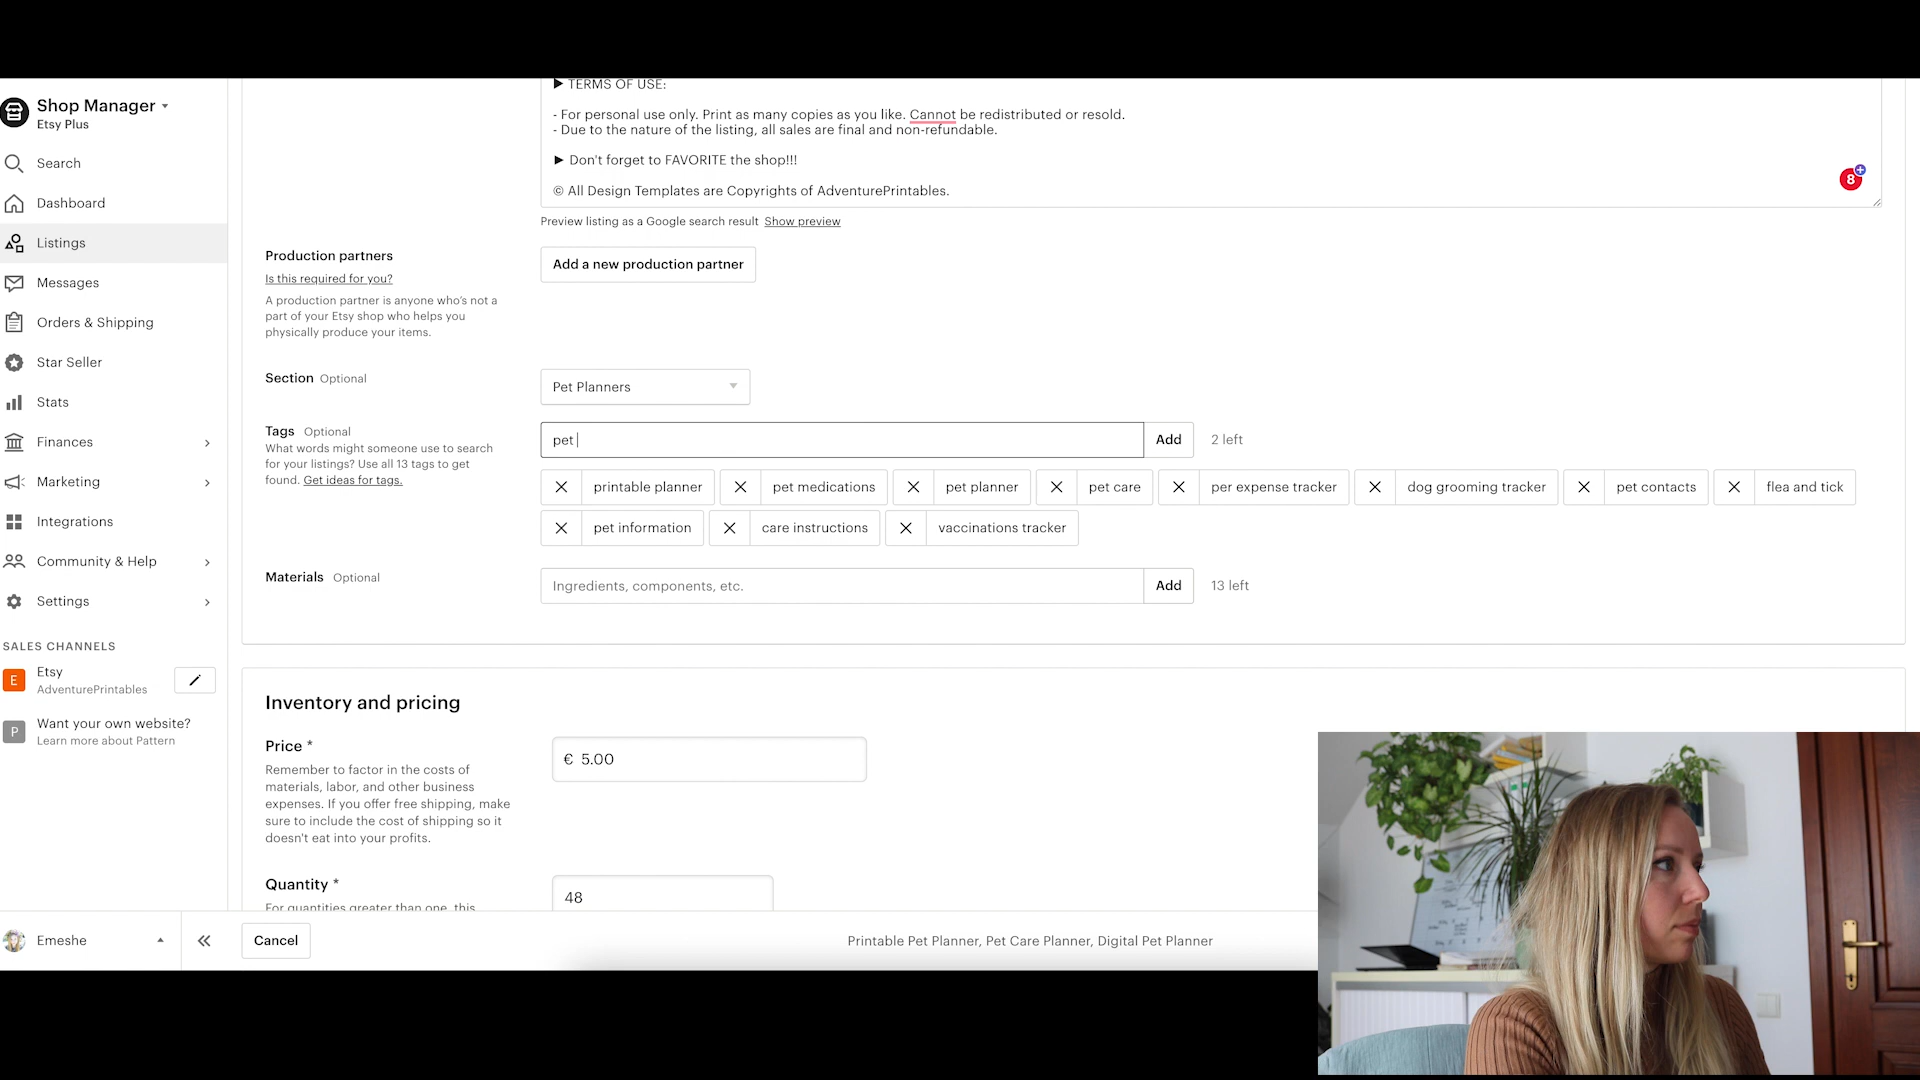 Shop Manager
Etsy Plus
Search
Dashboard
Listings
Messages
Orders & Shipping
Star Seller
Stats
Finances
Marketing
Integrations
Community & Help
Settings
SALES CHANNELS
E
Etsy
AdventurePrintables
P
Want your own website?
Learn more about Pattern
Emeshe
▶ TERMS OF USE:
- For personal use only. Print as many copies as you like. Cannot be redistributed or resold.
- Due to the nature of the listing, all sales are final and non-refundable.
▶ Don't forget to FAVORITE the shop!!!
© All Design Templates are Copyrights of AdventurePrintables.
8
Preview listing as a Google search result Show preview
Production partners
Is this required for you?
A production partner is anyone who's not a
part of your Etsy shop who helps you
physically produce your items.
Add a new production partner
Section Optional
Pet Planners
Tags Optional
What words might someone use to search
for your listings? Use all 13 tags to get
found. Get ideas for tags.
pet
Add
2 left
printable planner
pet medications
pet planner
pet care
per expense tracker
dog grooming tracker
pet contacts
flea and tick
pet information
care instructions
vaccinations tracker
Materials Optional
Ingredients, components, etc.
Add
13 left
Inventory and pricing
Price *
Remember to factor in the costs of
materials, labor, and other business
expenses. If you offer free shipping, make
sure to include the cost of shipping so it
doesn't eat into your profits.
€ 5.00
Quantity *
For quantities greater than one, this
48
Cancel
Printable Pet Planner, Pet Care Planner, Digital Pet Planner